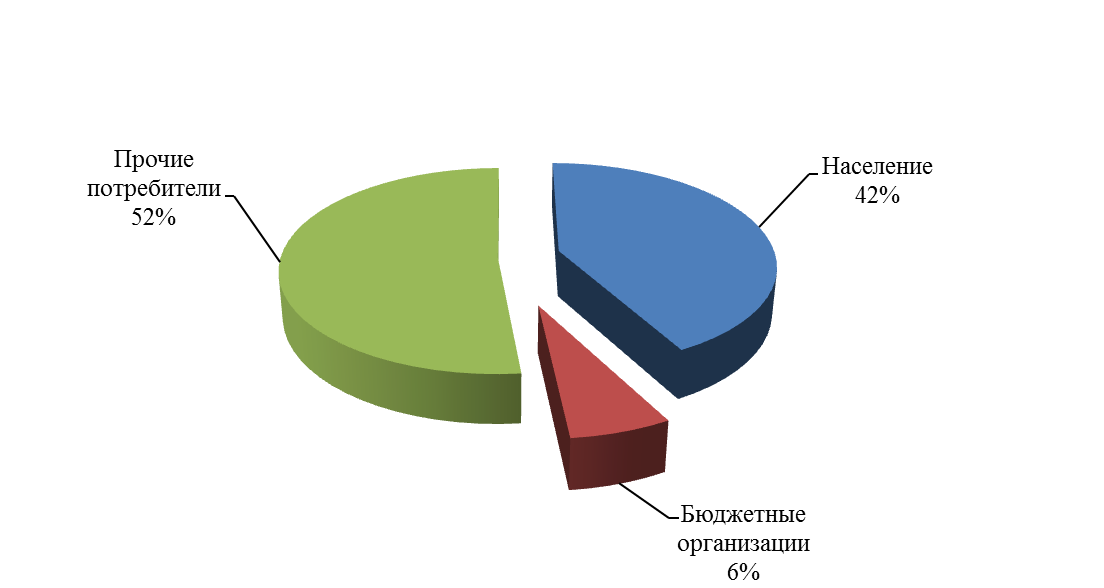 Прочие
потребители
52%
Население
42%
Бюджетные
организации
6%